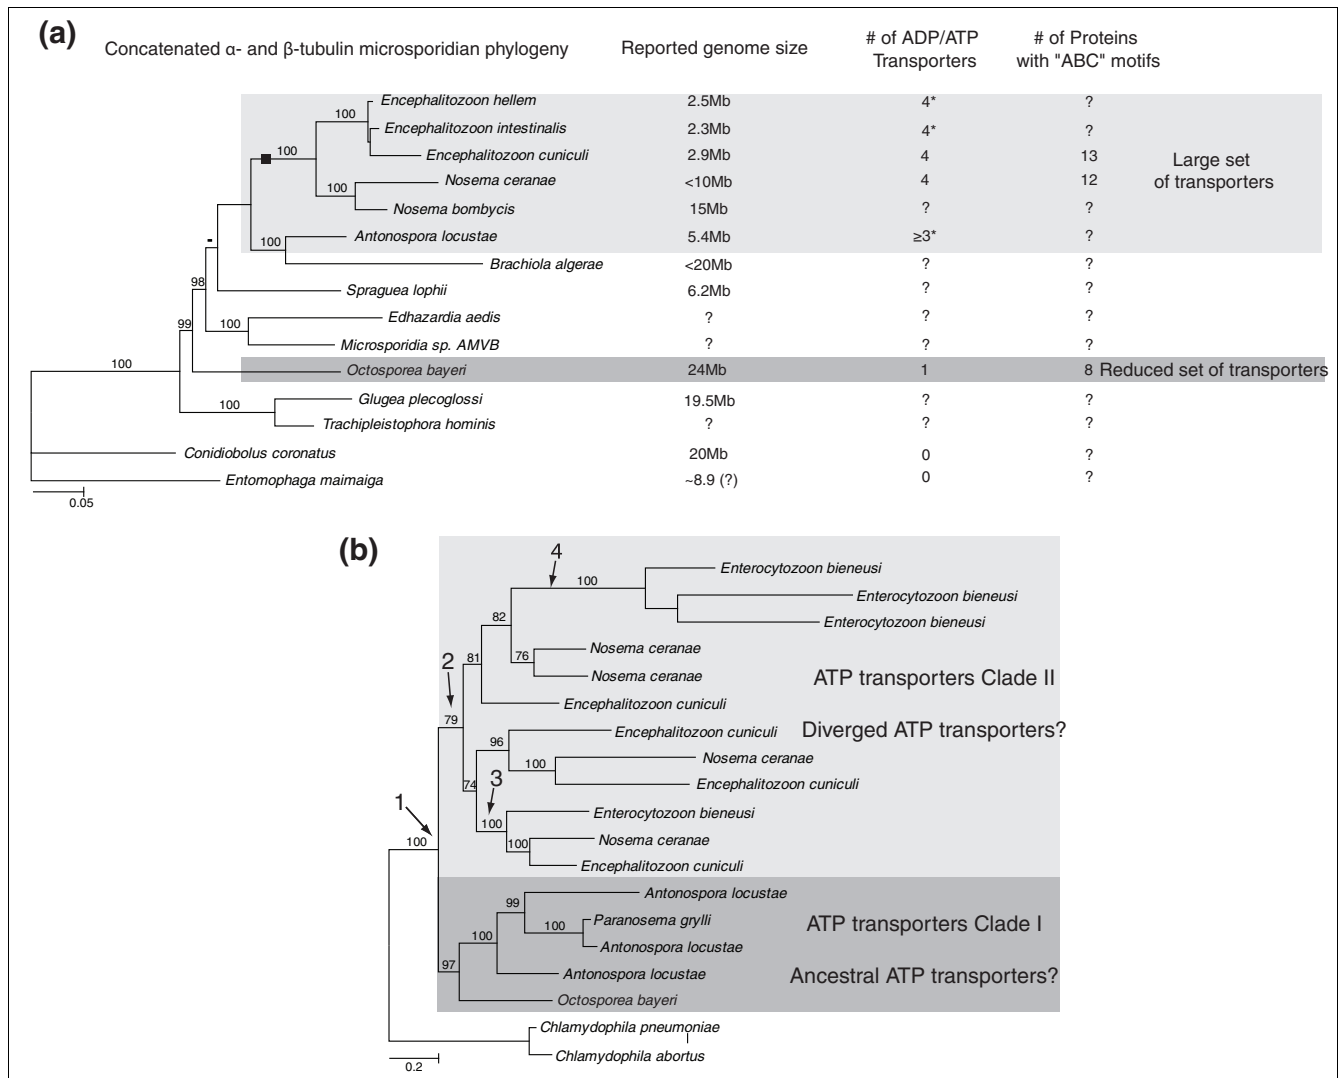 (a)
Concatenated α- and β-tubulin microsporidian phylogeny
Reported genome size
# of ADP/ATP
Transporters
# of Proteins
with "ABC" motifs
Encephalitozoon hellem 2.5Mb 4* ?
100
Encephalitozoon intestinalis 2.3Mb 4* ?
100
Encephalitozoon cuniculi 2.9Mb 4 13
Large set
of transporters
Nosema ceranae <10Mb 4 12
100
Nosema bombycis 15Mb ? ?
Antonospora locustae 5.4Mb ≥3* ?
100
-
Brachiola algerae <20Mb ? ?
98
Spraguea lophii 6.2Mb ? ?
Edhazardia aedis ? ? ?
99
100
Microsporidia sp. AMVB ? ? ?
100
Octosporea bayeri 24Mb 1 8 Reduced set of transporters
Glugea plecoglossi 19.5Mb ? ?
100
Trachipleistophora hominis ? ? ?
Conidiobolus coronatus 20Mb 0 ?
Entomophaga maimaiga ~8.9 (?) 0 ?
0.05
(b)
4
100
Enterocytozoon bieneusi
Enterocytozoon bieneusi
82
Enterocytozoon bieneusi
Nosema ceranae
76
81
2
Nosema ceranae
ATP transporters Clade II
Encephalitozoon cuniculi
79
Encephalitozoon cuniculi
Diverged ATP transporters?
96
Nosema ceranae
100
74
3
Encephalitozoon cuniculi
1
Enterocytozoon bieneusi
100
Nosema ceranae
100
100
Encephalitozoon cuniculi
Antonospora locustae
99
Paranosema grylli
ATP transporters Clade I
100
100
Antonospora locustae
97
Antonospora locustae
Ancestral ATP transporters?
Octosporea bayeri
Chlamydophila pneumoniae
Chlamydophila abortus
0.2